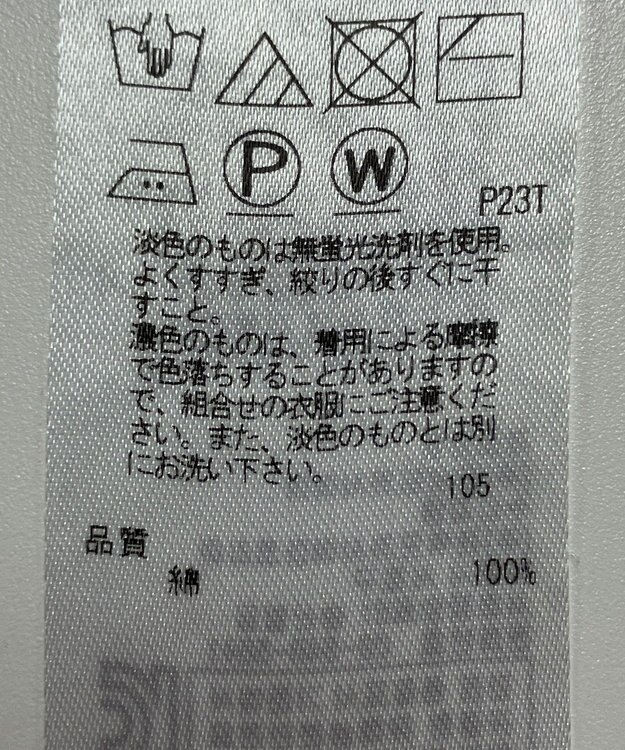 P W
P23T
淡色のものは無蛍光洗剤を使用。
よくすすぎ、絞りの後すぐに干
すこと。
濃色のものは、着用による摩擦
で色落ちすることがありますの
で、組合せの衣服にご注意くだ
さい。また、淡色のものとは別
にお洗い下さい。
105
品質
綿 100%